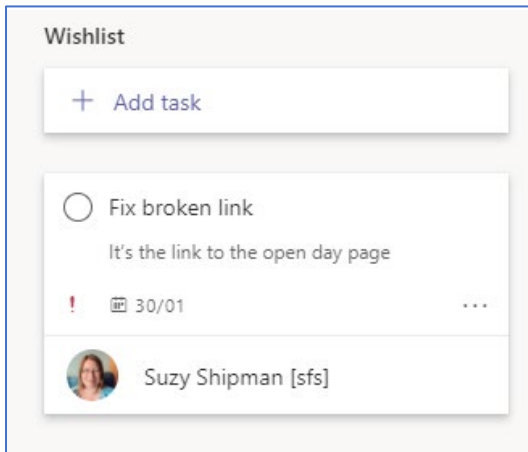 Wishlist
+ Add task
Fix broken link
It's the link to the open day page
! 30/01 ...
Suzy Shipman [sfs]